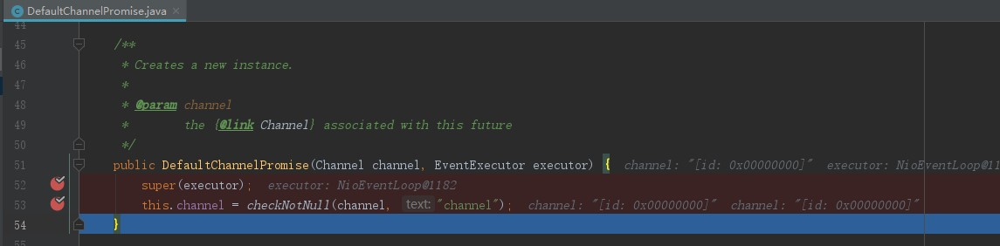 DefaultChannelPromise.java
44
45 /**
46 * Creates a new instance.
47 *
48 * @param channel
49 * the {@link Channel} associated with this future
50 */
51 public DefaultChannelPromise(Channel channel, EventExecutor executor) { channel: "[id: 0x00000000]" executor: NioEventLoop@11
52 super(executor); executor: NioEventLoop@1182
53 this.channel = checkNotNull(channel, text: "channel"); channel: "[id: 0x00000000]" channel: "[id: 0x00000000]"
54 }
55